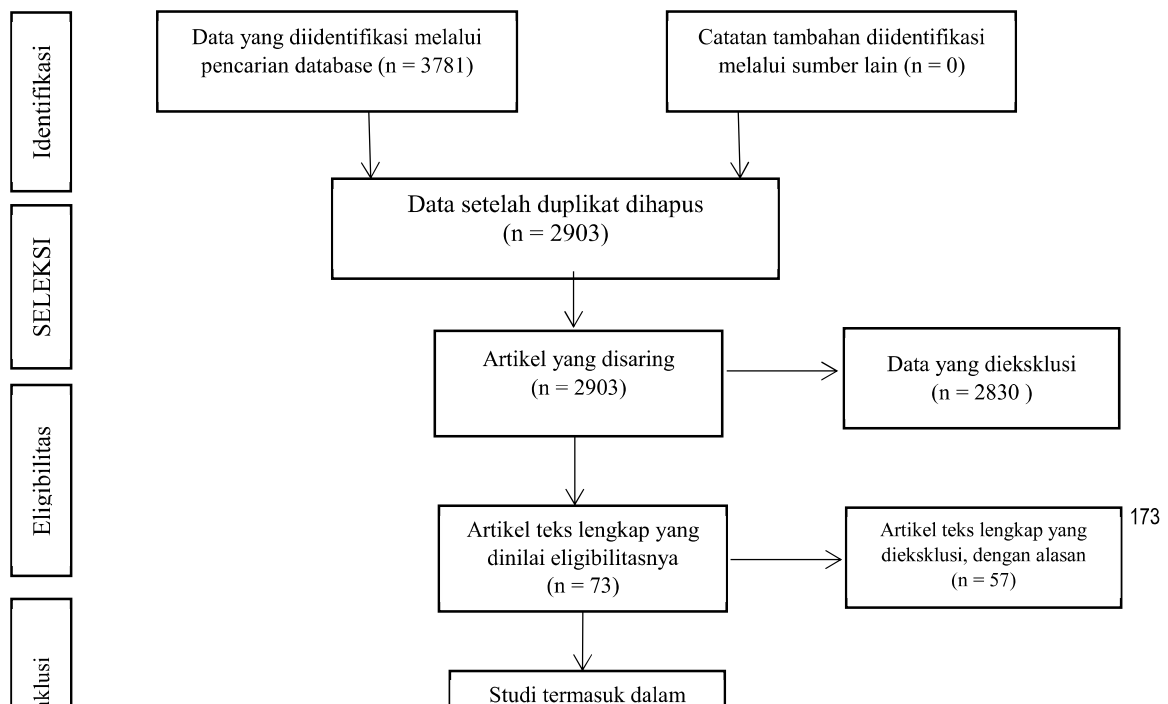 Identifikasi
Data yang diidentifikasi melalui
pencarian database (n = 3781)
Catatan tambahan diidentifikasi
melalui sumber lain (n = 0)
Data setelah duplikat dihapus
(n = 2903)
SELEKSI
Artikel yang disaring
(n = 2903)
Data yang dieksklusi
(n = 2830 )
Eligibilitas
Artikel teks lengkap yang
dinilai eligibilitasnya
(n = 73)
Artikel teks lengkap yang
dieksklusi, dengan alasan
(n = 57)
173
Studi termasuk dalam